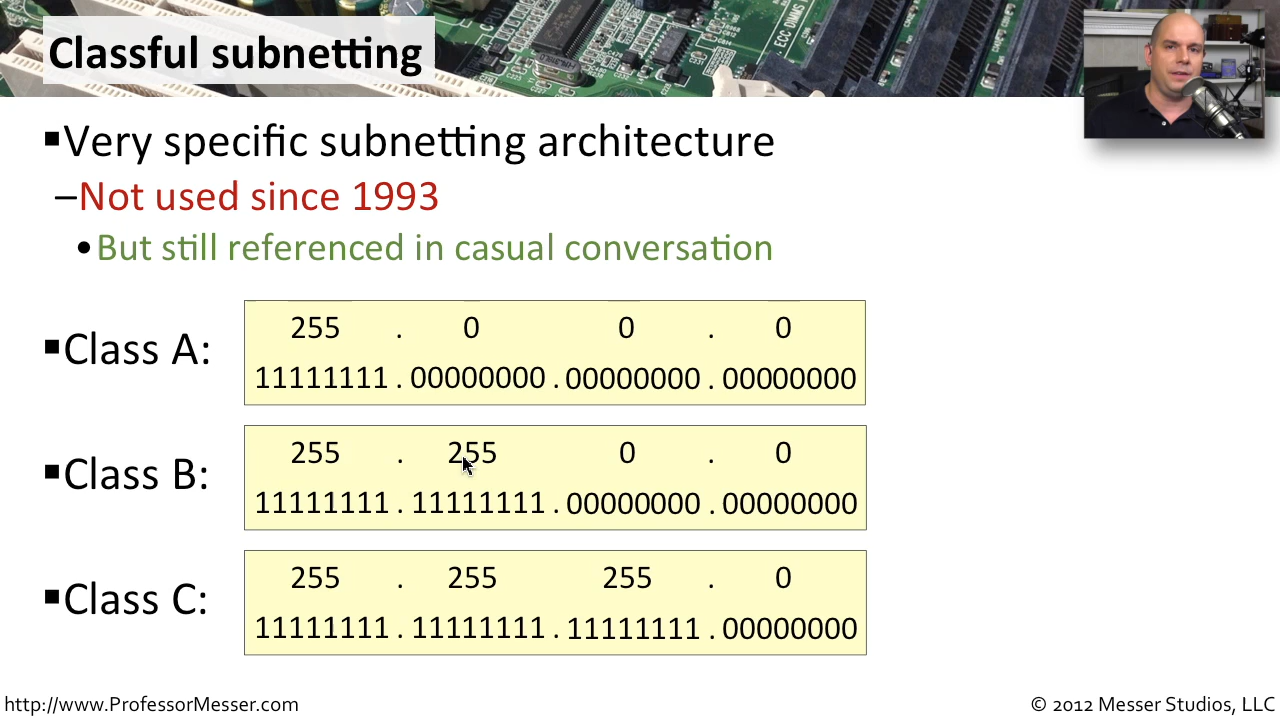 Classful subnetting
ECC DIMMS
▪Very specific subnetting architecture
–Not used since 1993
•But still referenced in casual conversation
▪Class A:
255 . 0 0 . 0
11111111 . 00000000 . 00000000 . 00000000
▪Class B:
255 . 255 0 . 0
11111111 . 11111111 . 00000000 . 00000000
▪Class C:
255 . 255 255 . 0
11111111 . 11111111 . 11111111 . 00000000
http://www.ProfessorMesser.com
© 2012 Messer Studios, LLC